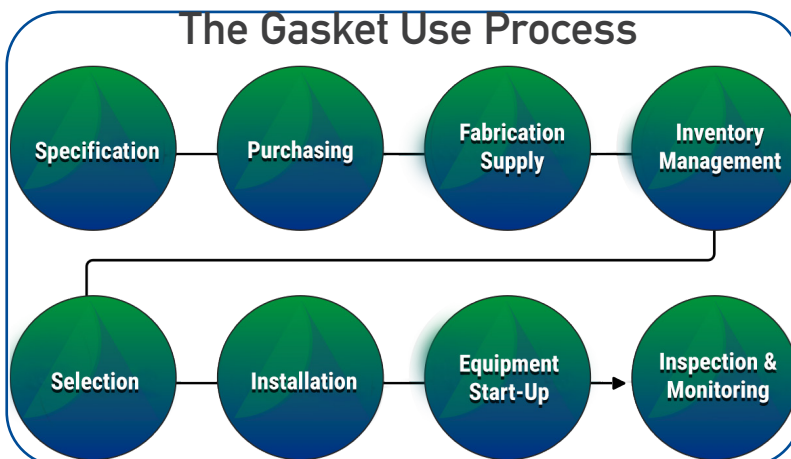 The Gasket Use Process
Specification
Purchasing
Fabrication
Supply
Inventory
Management
Selection
Installation
Equipment
Start-Up
Inspection &
Monitoring